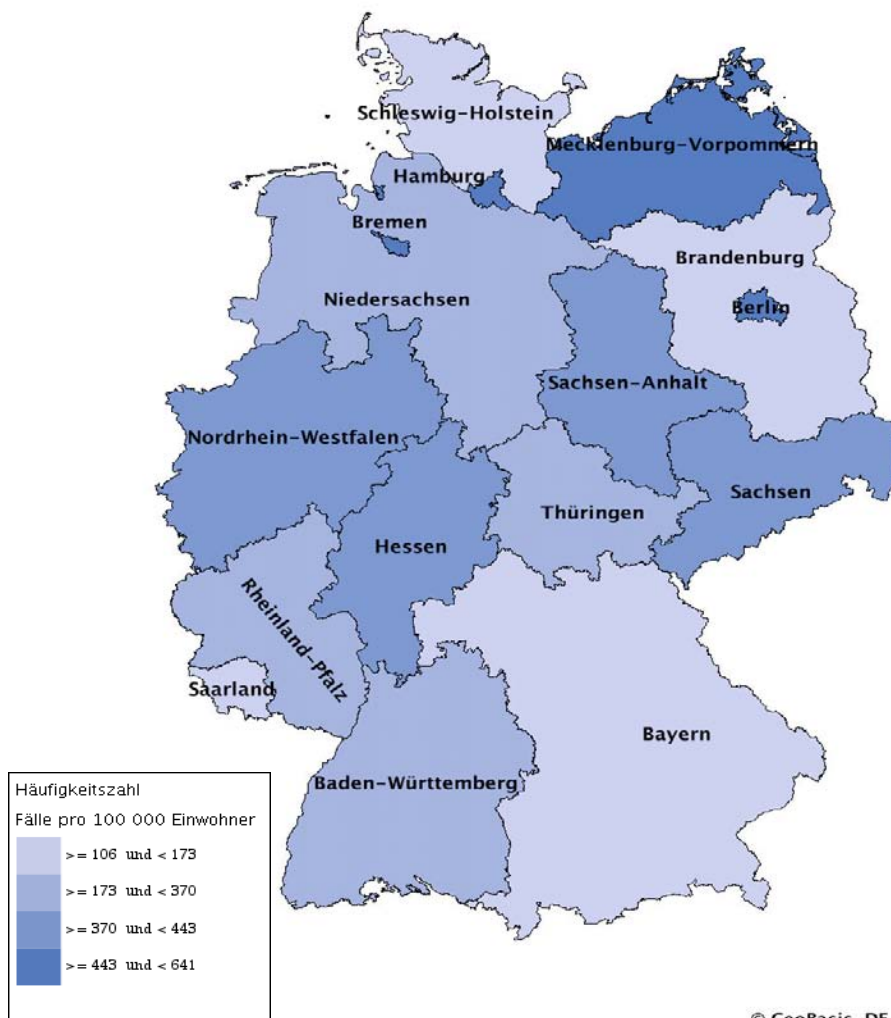 Schleswig-Holstein
Mecklenburg-Vorpommern
Hamburg
Bremen
Brandenburg
Niedersachsen
Berlin
Sachsen-Anhalt
Nordrhein-Westfalen
Sachsen
Thüringen
Hessen
Rheinland-Pfalz
Saarland
Bayern
Baden-Württemberg
Häufigkeitszahl
Fälle pro 100 000 Einwohner
>= 106 und < 173
>= 173 und < 370
>= 370 und < 443
>= 443 und < 641